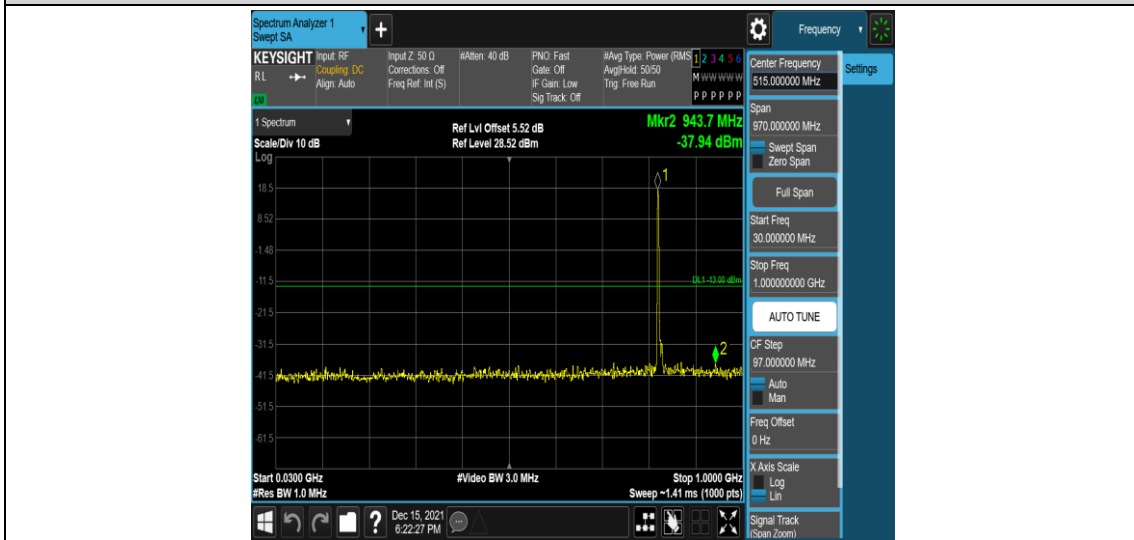 Spectrum Analyzer 1
Swept SA
+
Frequency
KEYSIGHT
RL
Input: RF
Coupling: DC
Align: Auto
Input Z: 50 Ω
Corrections: Off
Freq Ref: Int (S)
#Atten: 40 dB
PNO: Fast
Gate: Off
IF Gain: Low
Sig Track: Off
#Avg Type: Power (RMS
Avg|Hold: 50/50
Trig: Free Run
1 2 3 4 5 6
M W W W W W
P P P P P P
1 Spectrum
Scale/Div 10 dB
Log
Ref Lvl Offset 5.52 dB
Ref Level 28.52 dBm
Mkr2 943.7 MHz
-37.94 dBm
1
18.5
8.52
-1.48
-11.5
DL1 -13.00 dBm
-21.5
-31.5
2
-41.5
-51.5
-61.5
Start 0.0300 GHz
#Res BW 1.0 MHz
#Video BW 3.0 MHz
Stop 1.0000 GHz
Sweep ~1.41 ms (1000 pts)
?
Dec 15, 2021
6:22:27 PM
Center Frequency
515.000000 MHz
Settings
Span
970.000000 MHz
Swept Span
Zero Span
Full Span
Start Freq
30.000000 MHz
Stop Freq
1.000000000 GHz
AUTO TUNE
CF Step
97.000000 MHz
Auto
Man
Freq Offset
0 Hz
X Axis Scale
Log
Lin
Signal Track
(Span Zoom)